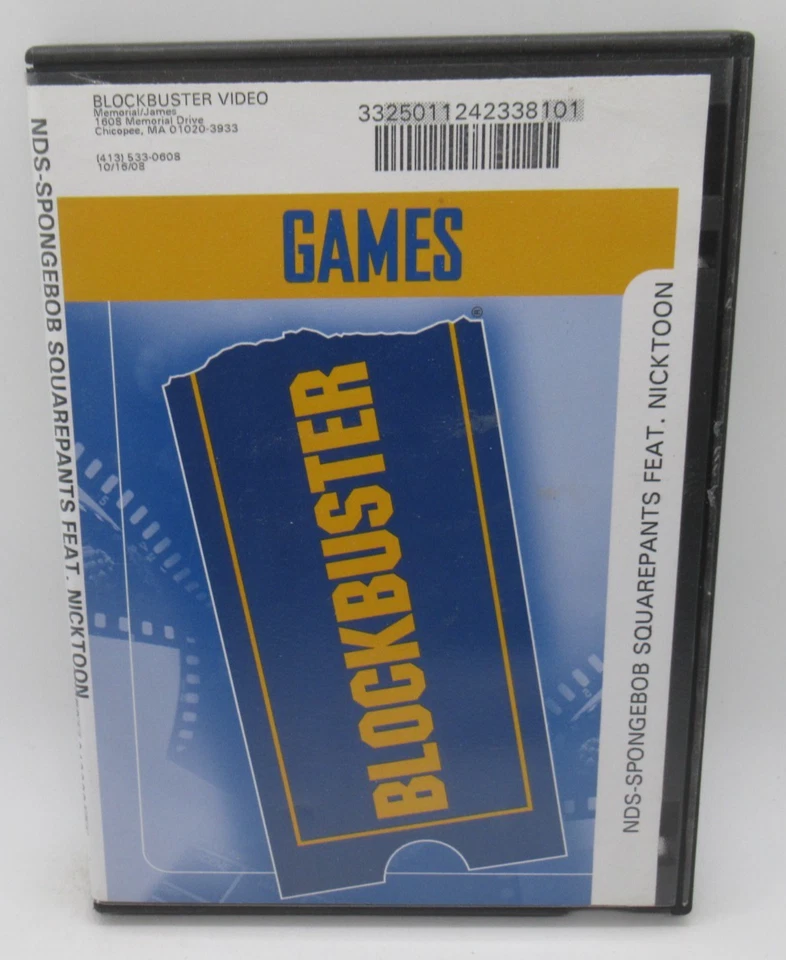 BLOCKBUSTER VIDEO
Memorial/James
1608 Memorial Drive
Chicopee, MA 01020-3933
(413) 533-0608
10/16/08
33250112423381​01
GAMES
BLOCKBUSTER
®
NDS-SPONGEBOB SQUAREPANTS FEAT. NICKTOON
NDS-SPONGEBOB SQUAREPANTS FEAT. NICKTOON